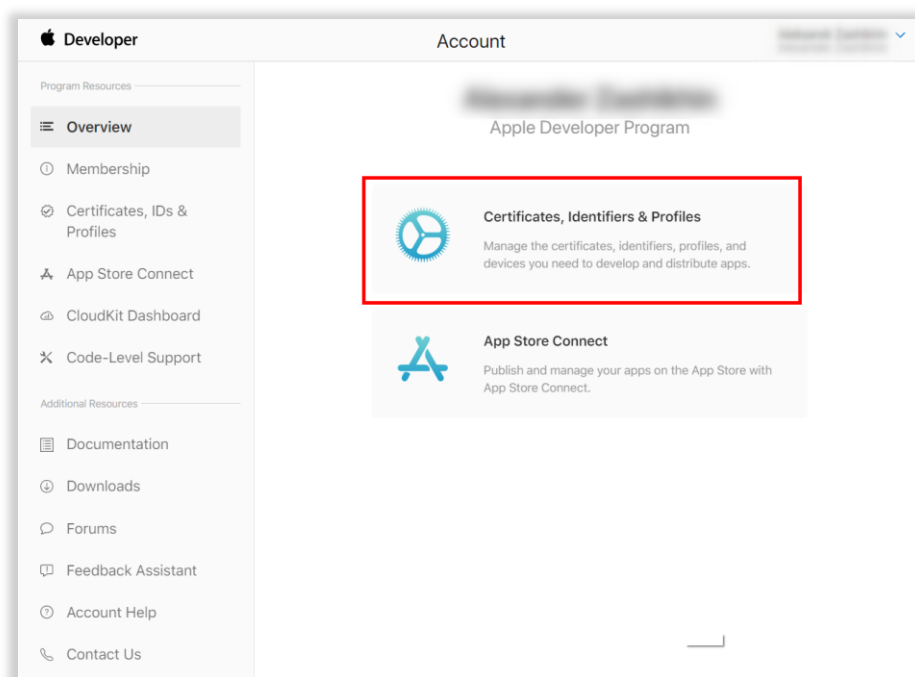 Developer
Account
Program Resources
Overview
Membership
Certificates, IDs &
Profiles
App Store Connect
CloudKit Dashboard
Code-Level Support
Additional Resources
Documentation
Downloads
Forums
Feedback Assistant
Account Help
Contact Us
Apple Developer Program
Certificates, Identifiers & Profiles
Manage the certificates, identifiers, profiles, and
devices you need to develop and distribute apps.
App Store Connect
Publish and manage your apps on the App Store with
App Store Connect.